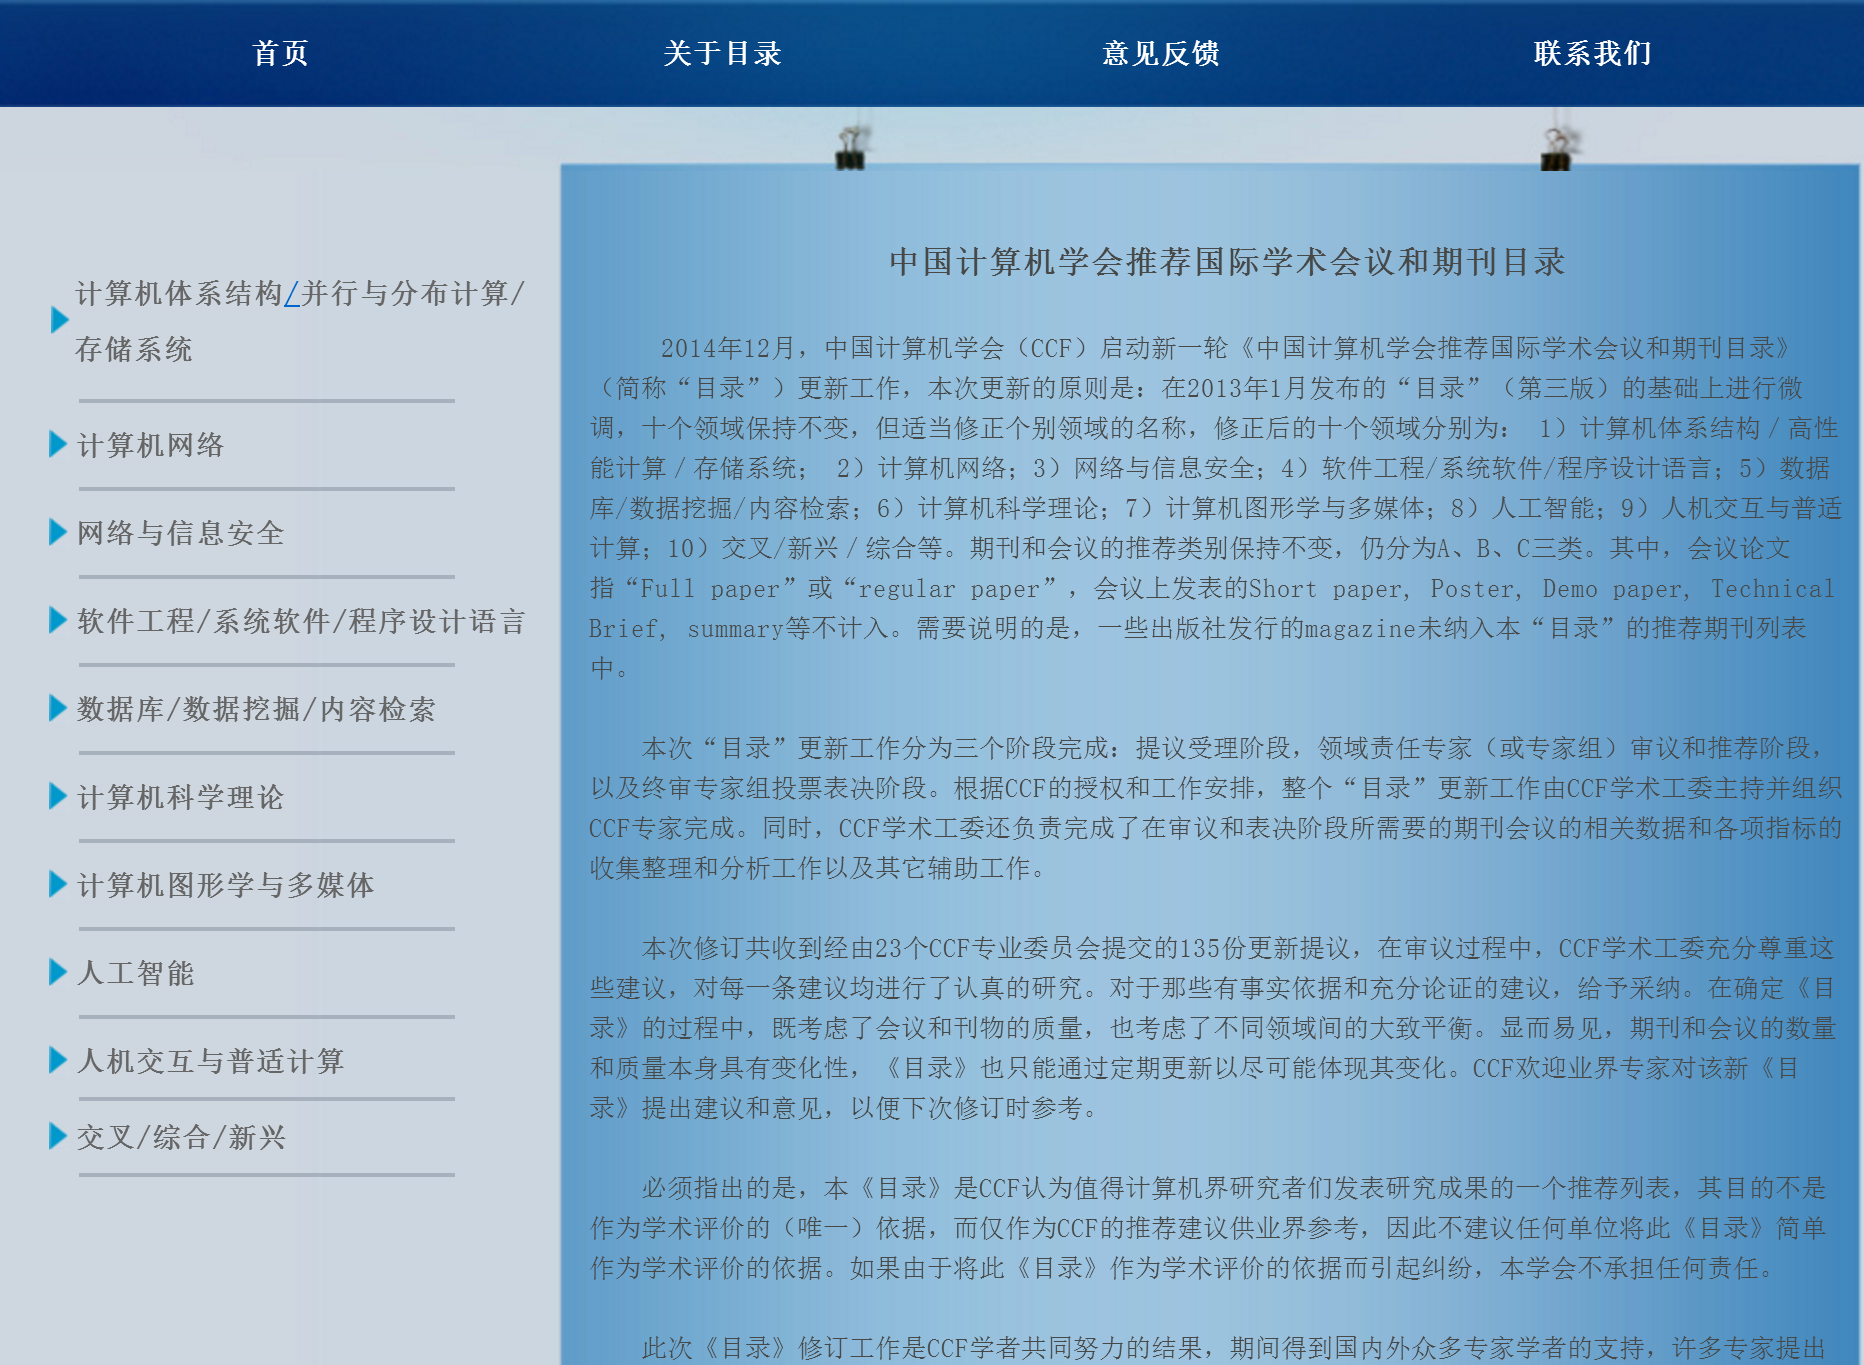 首页
关于目录
意见反馈
联系我们
计算机体系结构/并行与分布计算/
存储系统
计算机网络
网络与信息安全
软件工程/系统软件/程序设计语言
数据库/数据挖掘/内容检索
计算机科学理论
计算机图形学与多媒体
人工智能
人机交互与普适计算
交叉/综合/新兴
中国计算机学会推荐国际学术会议和期刊目录
2014年12月，中国计算机学会（CCF）启动新一轮《中国计算机学会推荐国际学术会议和期刊目录》
（简称“目录”）更新工作，本次更新的原则是：在2013年1月发布的“目录”（第三版）的基础上进行微
调，十个领域保持不变，但适当修正个别领域的名称，修正后的十个领域分别为： 1）计算机体系结构／高性
能计算／存储系统； 2）计算机网络；3）网络与信息安全；4）软件工程/系统软件/程序设计语言；5）数据
库/数据挖掘/内容检索；6）计算机科学理论；7）计算机图形学与多媒体；8）人工智能；9）人机交互与普适
计算；10）交叉/新兴／综合等。期刊和会议的推荐类别保持不变，仍分为A、B、C三类。其中，会议论文
指“Full paper”或“regular paper”，会议上发表的Short paper, Poster, Demo paper, Technical
Brief, summary等不计入。需要说明的是，一些出版社发行的magazine未纳入本“目录”的推荐期刊列表
中。
本次“目录”更新工作分为三个阶段完成：提议受理阶段，领域责任专家（或专家组）审议和推荐阶段，
以及终审专家组投票表决阶段。根据CCF的授权和工作安排，整个“目录”更新工作由CCF学术工委主持并组织
CCF专家完成。同时，CCF学术工委还负责完成了在审议和表决阶段所需要的期刊会议的相关数据和各项指标的
收集整理和分析工作以及其它辅助工作。
本次修订共收到经由23个CCF专业委员会提交的135份更新提议，在审议过程中，CCF学术工委充分尊重这
些建议，对每一条建议均进行了认真的研究。对于那些有事实依据和充分论证的建议，给予采纳。在确定《目
录》的过程中，既考虑了会议和刊物的质量，也考虑了不同领域间的大致平衡。显而易见，期刊和会议的数量
和质量本身具有变化性，《目录》也只能通过定期更新以尽可能体现其变化。CCF欢迎业界专家对该新《目
录》提出建议和意见，以便下次修订时参考。
必须指出的是，本《目录》是CCF认为值得计算机界研究者们发表研究成果的一个推荐列表，其目的不是
作为学术评价的（唯一）依据，而仅作为CCF的推荐建议供业界参考，因此不建议任何单位将此《目录》简单
作为学术评价的依据。如果由于将此《目录》作为学术评价的依据而引起纠纷，本学会不承担任何责任。
此次《目录》修订工作是CCF学者共同努力的结果，期间得到国内外众多专家学者的支持，许多专家提出